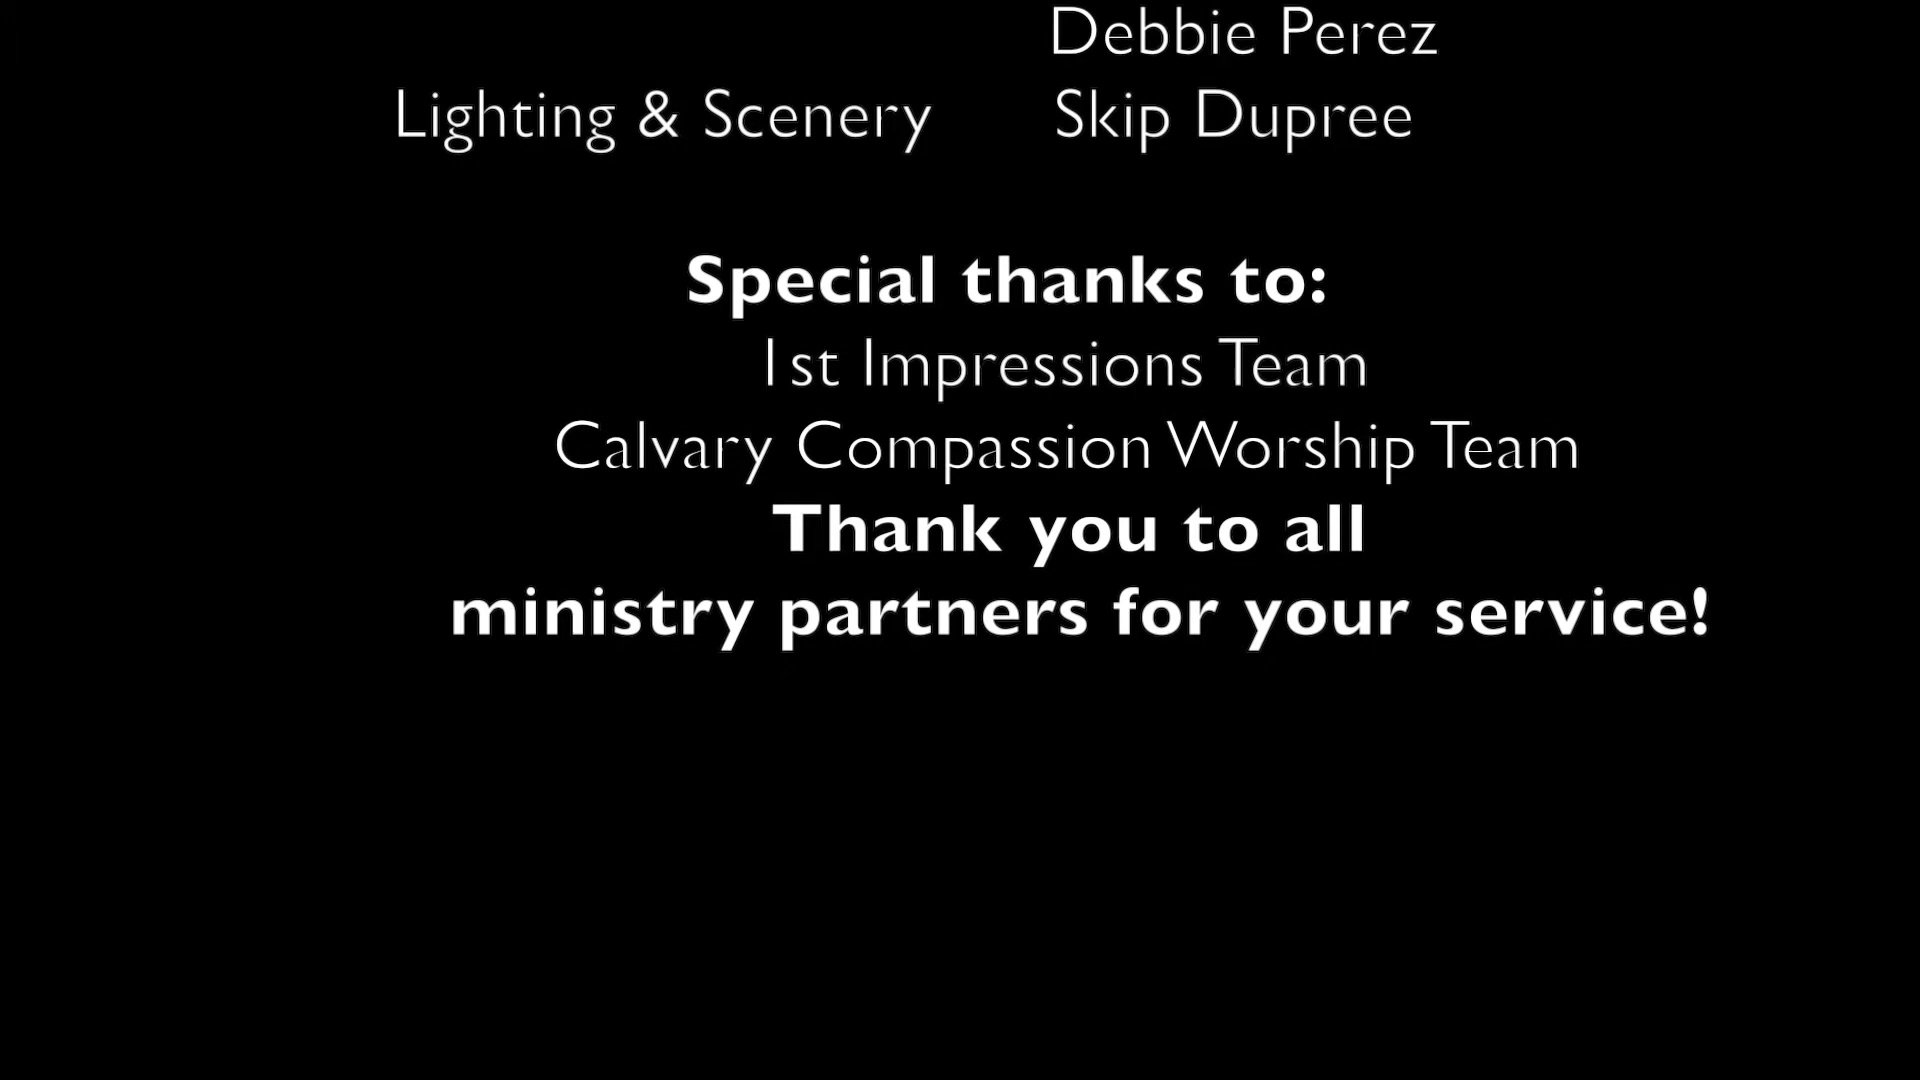 Debbie Perez
Lighting & Scenery Skip Dupree
Special thanks to:
1st Impressions Team
Calvary Compassion Worship Team
Thank you to all
ministry partners for your service!